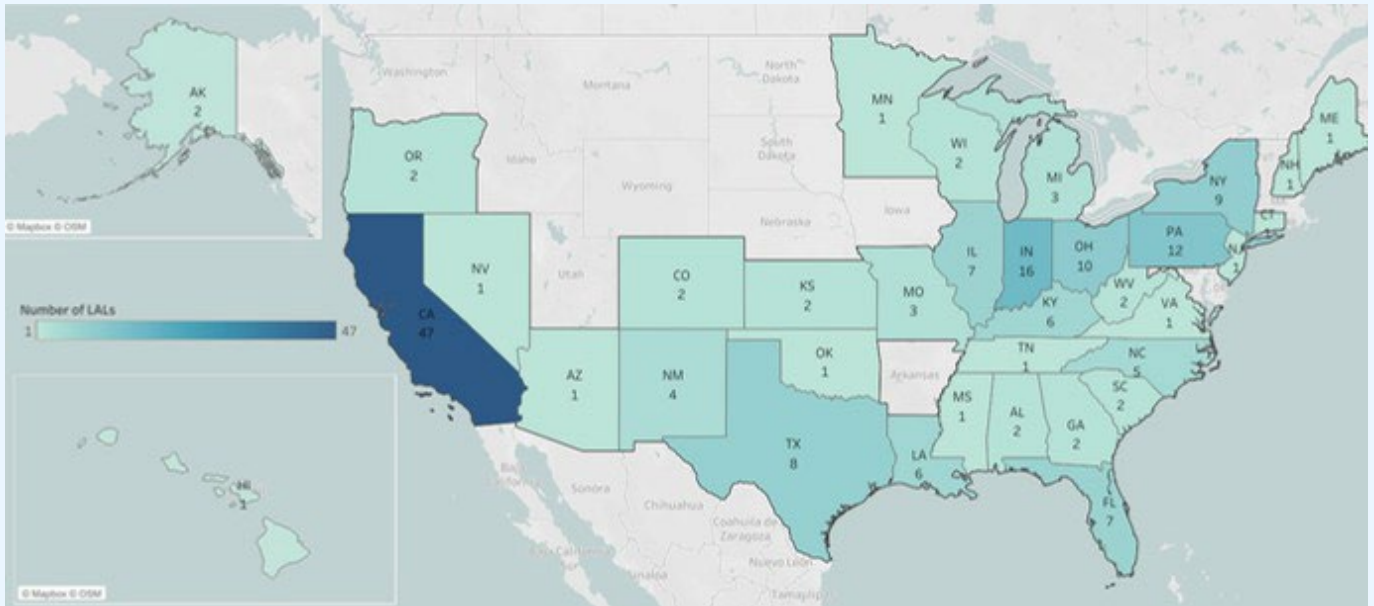 AK
2
© Mapbox © OSM
Washington
Montana
North
Dakota
South
Dakota
Idaho
Wyoming
Nebraska
Iowa
Utah
Arkansas
OR
2
CA
47
NV
1
AZ
1
CO
2
NM
4
KS
2
OK
1
TX
8
MN
1
WI
2
MI
3
IL
7
IN
16
OH
10
MO
3
KY
6
WV
2
VA
1
TN
1
NC
5
SC
2
MS
1
AL
2
GA
2
LA
6
FL
7
PA
12
NY
9
NH
1
ME
1
CT
NJ
1
Number of LALs
1
47
HI
© Mapbox © OSM
Sonora
Chihuahua
Coahuila de
Zaragoza
Nuevo León